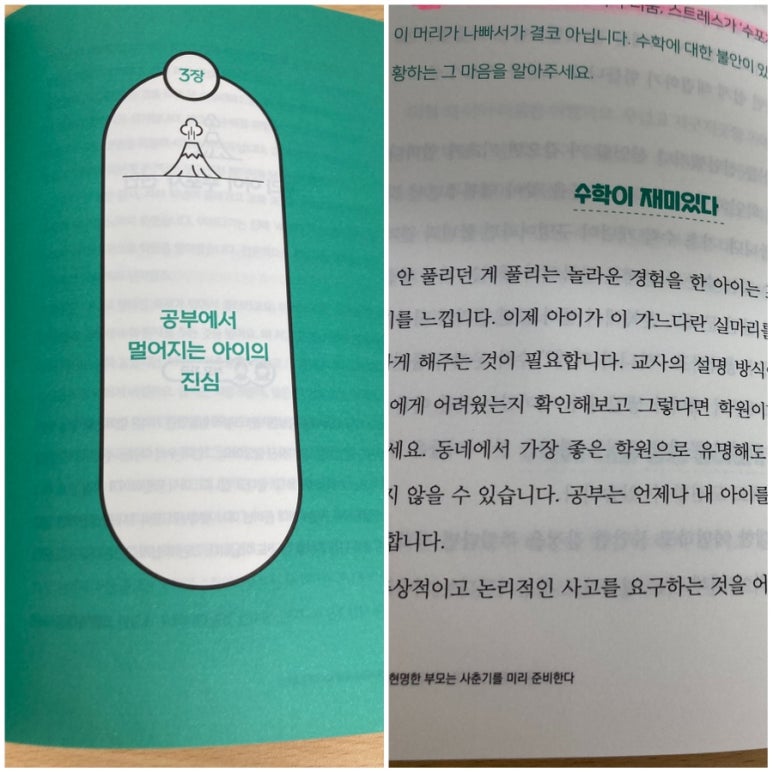 3장
공부에서
멀어지는 아이의
진심
스트레스가
이 머리가 나빠서가 결코 아닙니다. 수학에 대한 불안이 있
황하는 그 마음을 알아주세요.
수학이 재미있다
안 풀리던 게 풀리는 놀라운 경험을 한 아이는
를 느낍니다. 이제 아이가 이 가느다란 실마리를
하게 해주는 것이 필요합니다. 교사의 설명 방식이
에게 어려웠는지 확인해보고 그렇다면 학원이
세요. 동네에서 가장 좋은 학원으로 유명해도
지 않을 수 있습니다. 공부는 언제나 내 아이를
합니다.
상적이고 논리적인 사고를 요구하는 것을 어
현명한 부모는 사춘기를 미리 준비한다